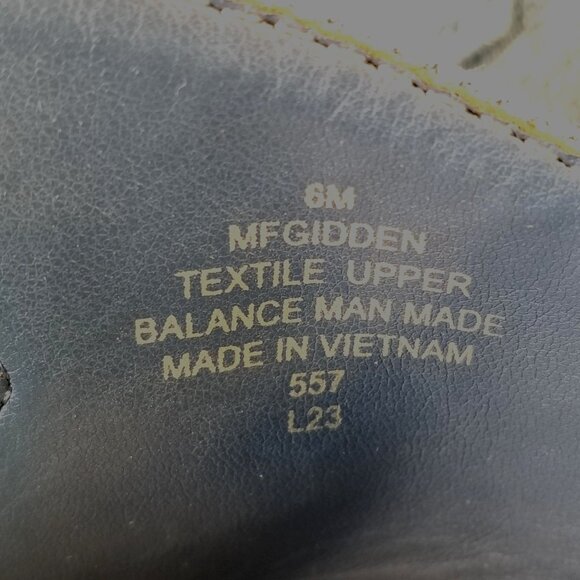 6M
MFGIDDEN
TEXTILE UPPER
BALANCE MAN MADE
MADE IN VIETNAM
557
L23